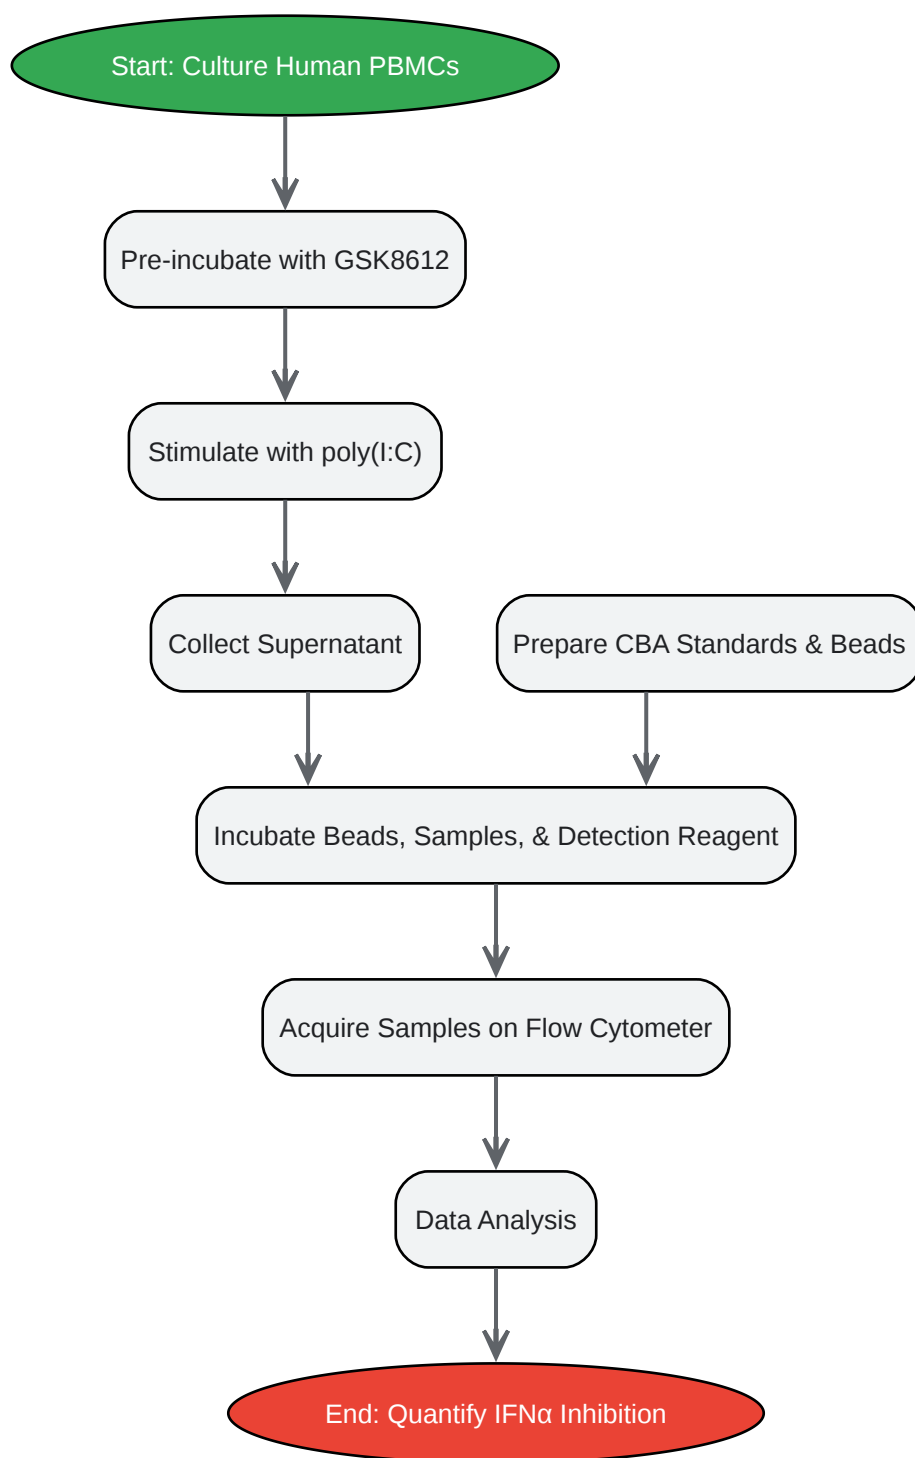 Start: Culture Human PBMCs
Pre-incubate with GSK8612
Stimulate with poly(I:C)
Collect Supernatant
Prepare CBA Standards & Beads
Incubate Beads, Samples, & Detection Reagent
Acquire Samples on Flow Cytometer
Data Analysis
End: Quantify IFNα Inhibition